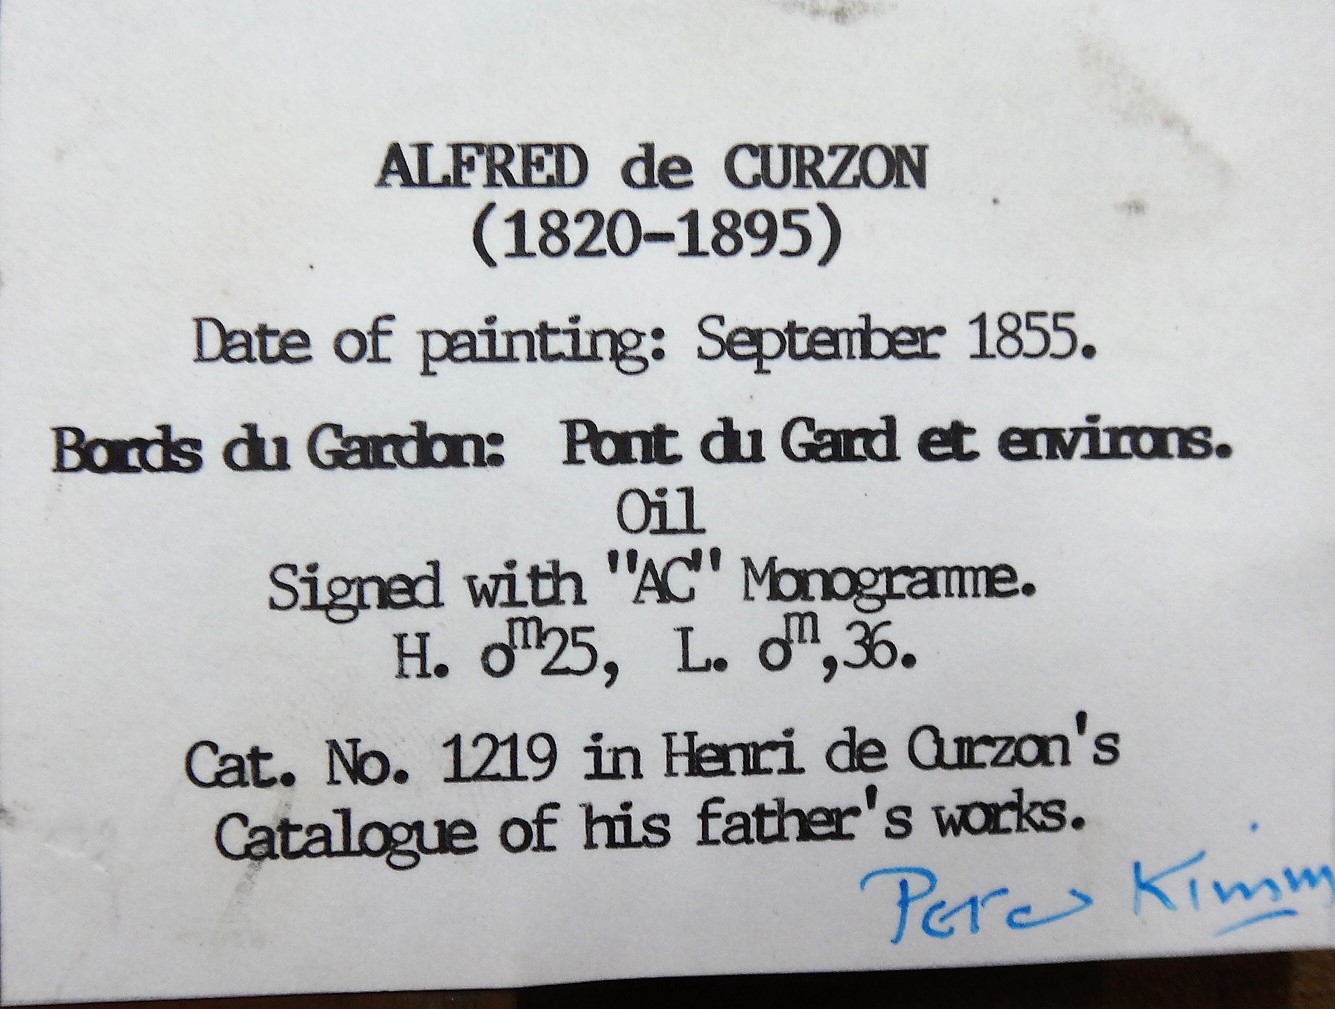 ALFRED de CURZON
(1820-1895)
Date of painting: September 1855.
Bords du Gardon: Pont du Gard et environs.
Oil
Signed with "AC" Monogramme.
H. oᵐ25, L. oᵐ,36.
Cat. No. 1219 in Henri de Curzon's
Catalogue of his father's works.